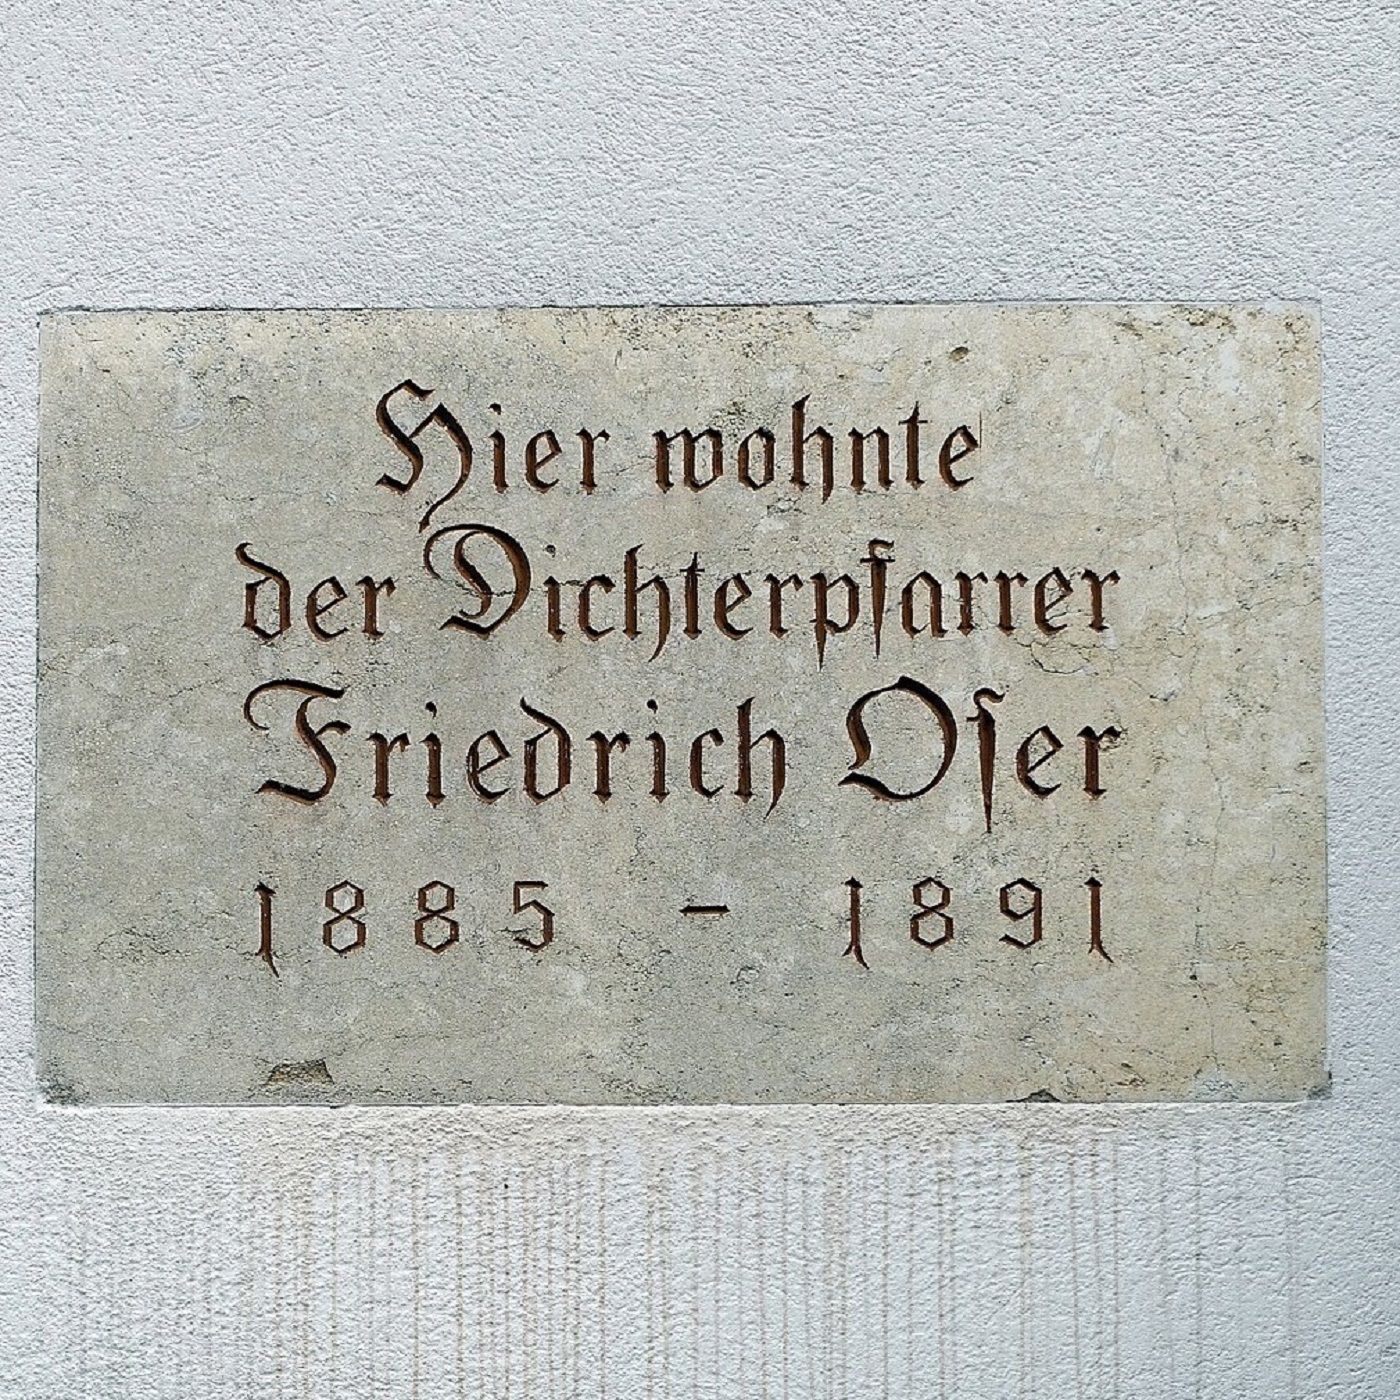 Hier wohnte
der Dichterpfarrer
Friedrich Oſer
1885 - 1891